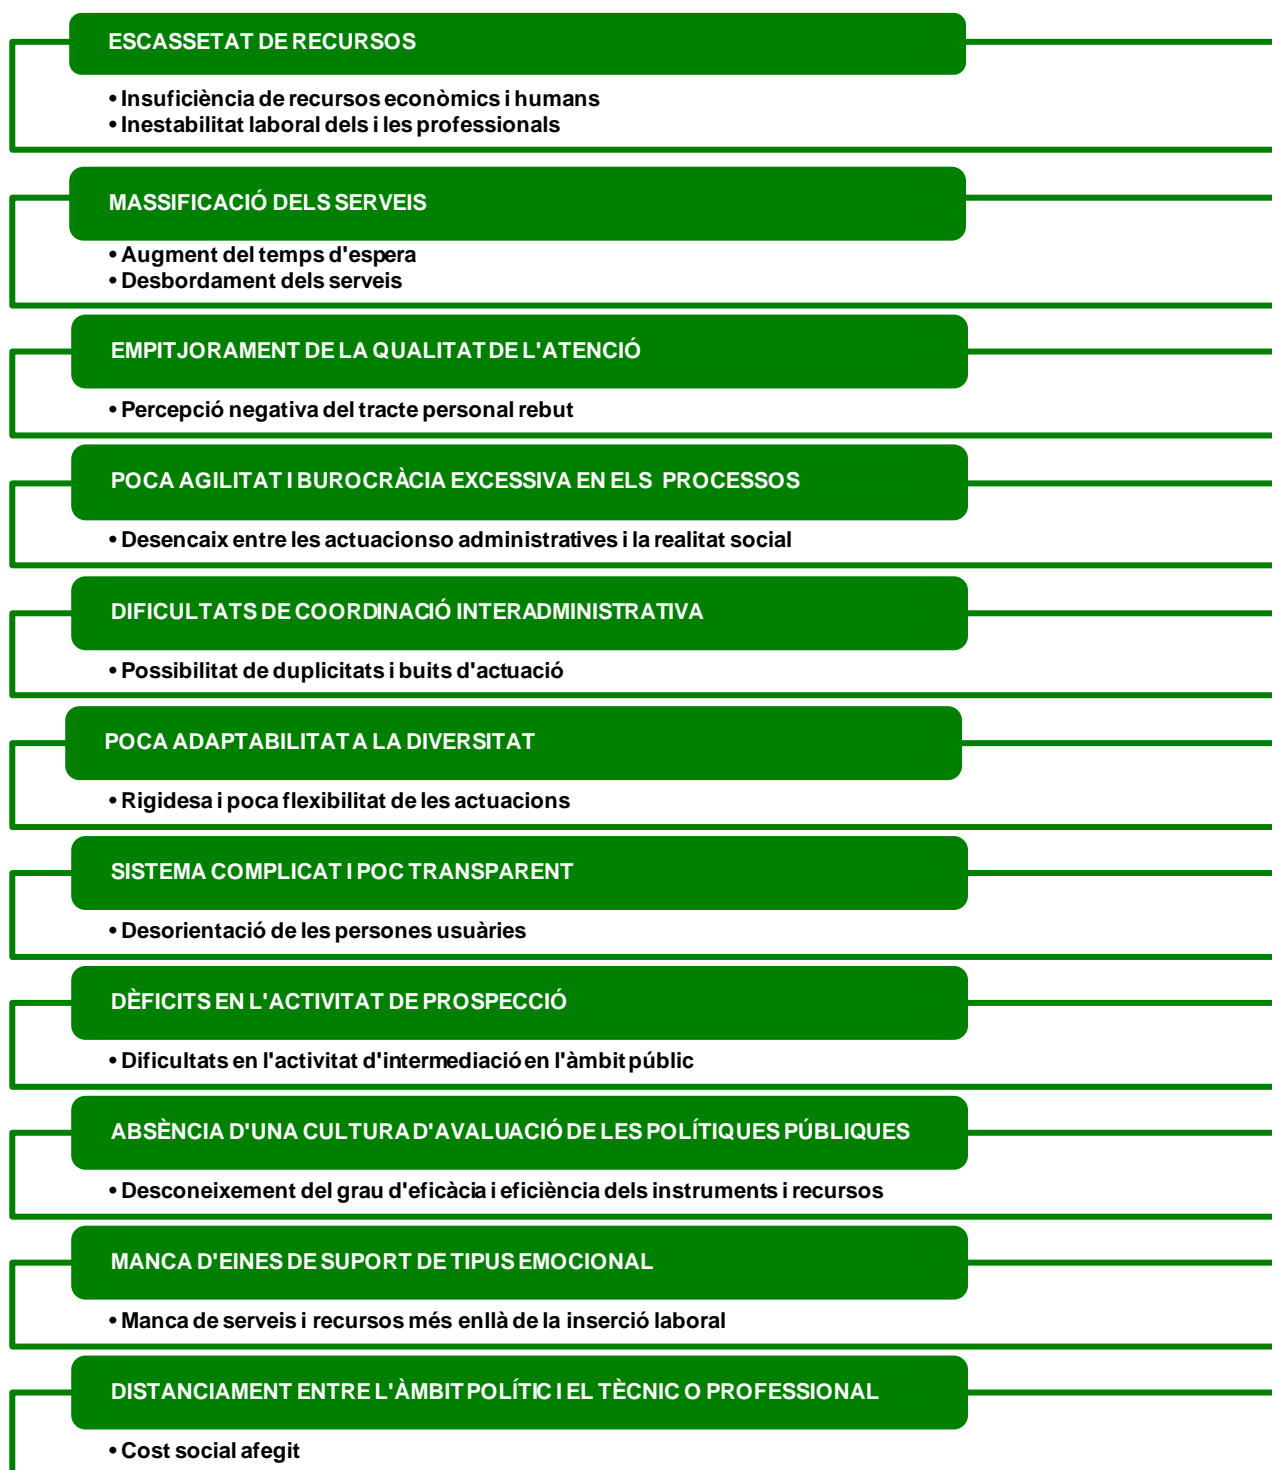 ESCASSETAT DE RECURSOS
• Insuficiència de recursos econòmics i humans
• Inestabilitat laboral dels i les professionals
MASSIFICACIÓ DELS SERVEIS
• Augment del temps d'espera
• Desbordament dels serveis
EMPITJORAMENT DE LA QUALITAT DE L'ATENCIÓ
• Percepció negativa del tracte personal rebut
POCA AGILITAT I BUROCRÀCIA EXCESSIVA EN ELS PROCESSOS
• Desencaix entre les actuacionso administratives i la realitat social
DIFICULTATS DE COORDINACIÓ INTERADMINISTRATIVA
• Possibilitat de duplicitats i buits d'actuació
POCA ADAPTABILITAT A LA DIVERSITAT
• Rigidesa i poca flexibilitat de les actuacions
SISTEMA COMPLICAT I POC TRANSPARENT
• Desorientació de les persones usuàries
DÈFICITS EN L'ACTIVITAT DE PROSPECCIÓ
• Dificultats en l'activitat d'intermediació en l'àmbit públic
ABSÈNCIA D'UNA CULTURA D'AVALUACIÓ DE LES POLÍTIQUES PÚBLIQUES
• Desconeixement del grau d'eficàcia i eficiència dels instruments i recursos
MANCA D'EINES DE SUPORT DE TIPUS EMOCIONAL
• Manca de serveis i recursos més enllà de la inserció laboral
DISTANCIAMENT ENTRE L'ÀMBIT POLÍTIC I EL TÈCNIC O PROFESSIONAL
• Cost social afegit